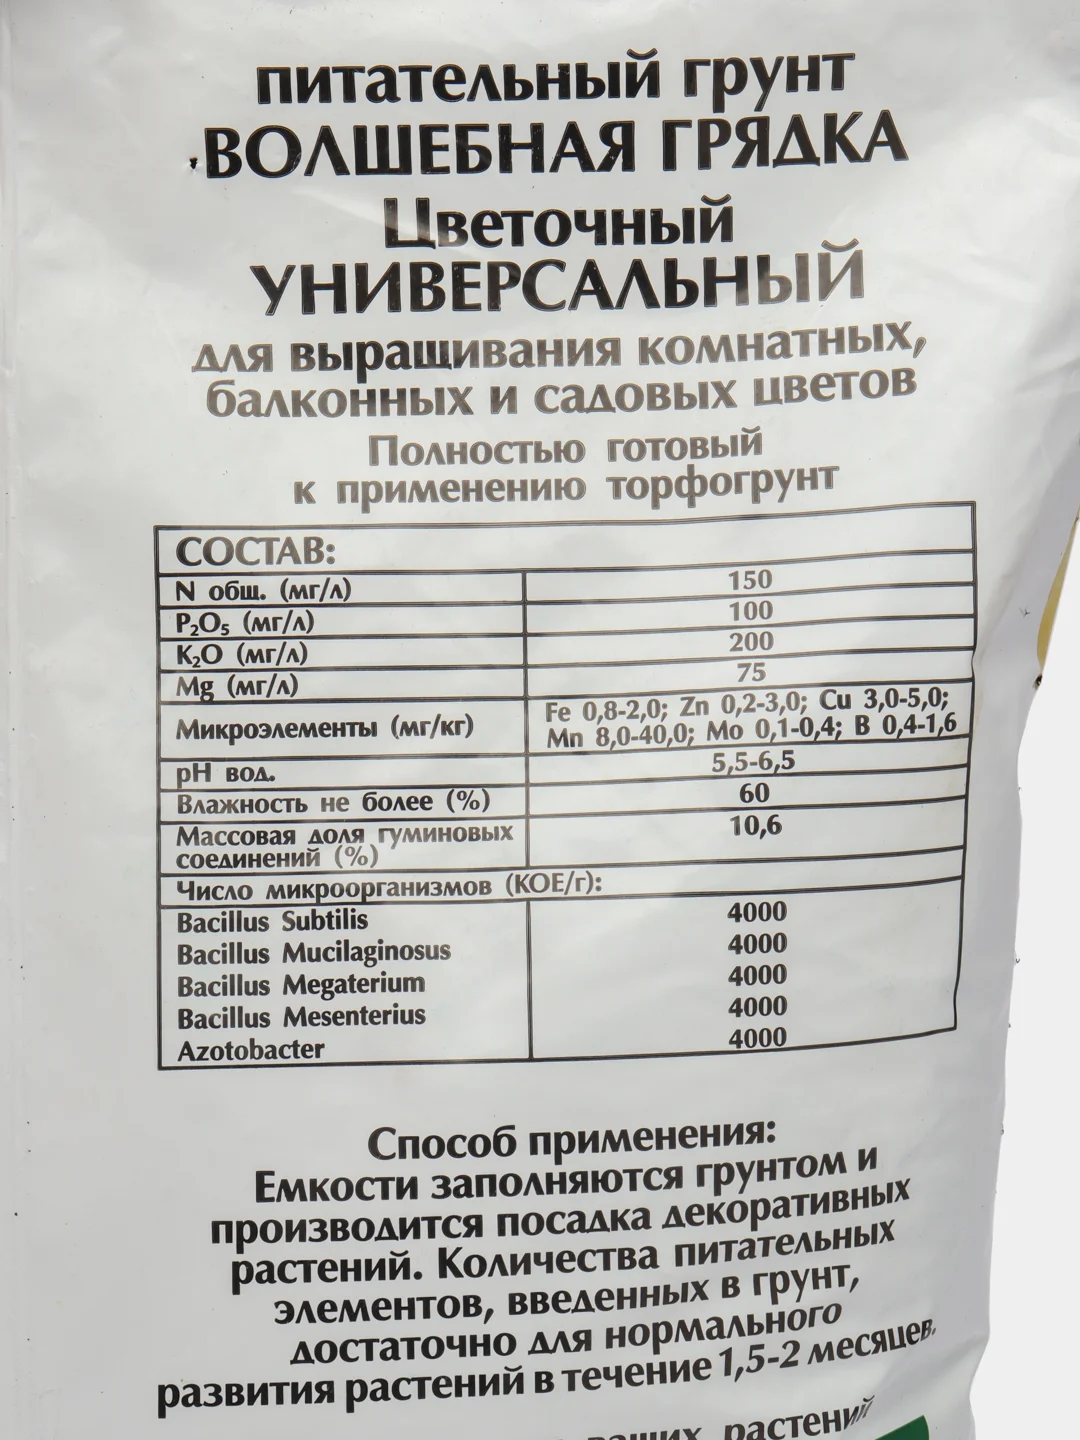 питательный грунт
ВОЛШЕБНАЯ ГРЯДКА
Цветочный
УНИВЕРСАЛЬНЫЙ
для выращивания комнатных,
балконных и садовых цветов
Полностью готовый
к применению торфогрунт
СОСТАВ:
N общ. (мг/л) 150
P₂O₅ (мг/л) 100
K₂O (мг/л) 200
Mg (мг/л) 75
Микроэлементы (мг/кг) Fe 0,8-2,0; Zn 0,2-3,0; Cu 3,0-5,0;
Mn 8,0-40,0; Mo 0,1-0,4; B 0,4-1,6
pH вод. 5,5-6,5
Влажность не более (%) 60
Массовая доля гуминовых 10,6
соединений (%)
Число микроорганизмов (КОЕ/г):
Bacillus Subtilis 4000
Bacillus Mucilaginosus 4000
Bacillus Megaterium 4000
Bacillus Mesenterius 4000
Azotobacter 4000
Способ применения:
Емкости заполняются грунтом и
производится посадка декоративных
растений. Количества питательных
элементов, введенных в грунт,
достаточно для нормального
развития растений в течение 1,5-2 месяцев.
ваших растений